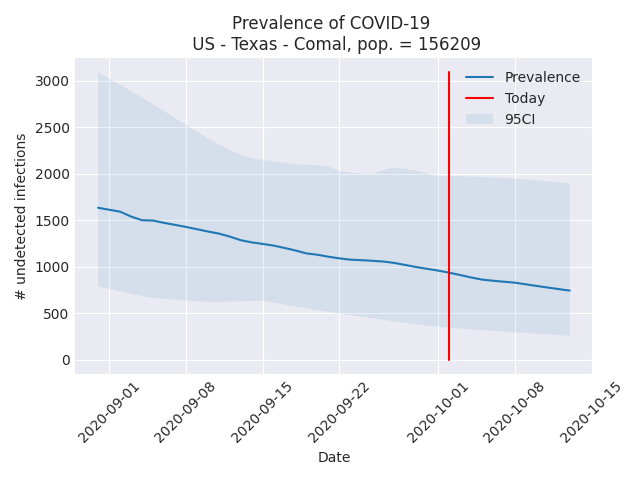 Prevalence of COVID-19
US - Texas - Comal, pop. = 156209
Prevalence
Today
95CI
3000
2500
2000
1500
1000
500
0
# undetected infections
2020-09-01
2020-09-08
2020-09-15
2020-09-22
2020-10-01
2020-10-08
2020-10-15
Date